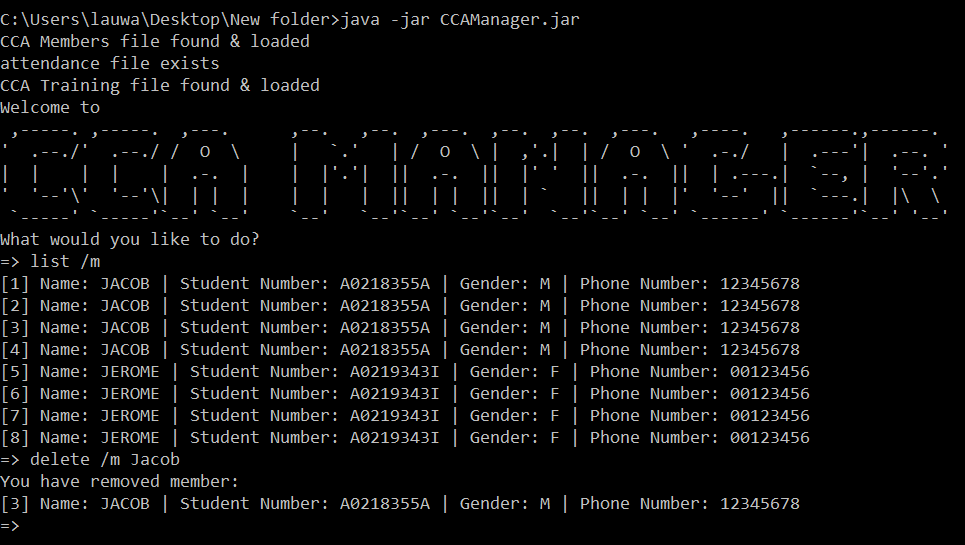 C:\Users\lauwa\Desktop\New folder>java -jar CCAManager.jar
CCA Members file found & loaded
attendance file exists
CCA Training file found & loaded
Welcome to
CCA MANAGER
What would you like to do?
=> list /m
[1] Name: JACOB | Student Number: A0218355A | Gender: M | Phone Number: 12345678
[2] Name: JACOB | Student Number: A0218355A | Gender: M | Phone Number: 12345678
[3] Name: JACOB | Student Number: A0218355A | Gender: M | Phone Number: 12345678
[4] Name: JACOB | Student Number: A0218355A | Gender: M | Phone Number: 12345678
[5] Name: JEROME | Student Number: A0219343I | Gender: F | Phone Number: 00123456
[6] Name: JEROME | Student Number: A0219343I | Gender: F | Phone Number: 00123456
[7] Name: JEROME | Student Number: A0219343I | Gender: F | Phone Number: 00123456
[8] Name: JEROME | Student Number: A0219343I | Gender: F | Phone Number: 00123456
=> delete /m Jacob
You have removed member:
[3] Name: JACOB | Student Number: A0218355A | Gender: M | Phone Number: 12345678
=>